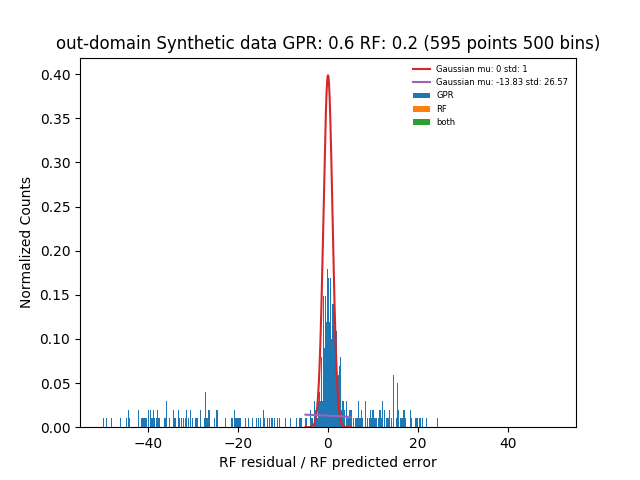 out-domain Synthetic data GPR: 0.6 RF: 0.2 (595 points 500 bins)
Gaussian mu: 0 std: 1
Gaussian mu: -13.83 std: 26.57
GPR
RF
both
Normalized Counts
0.40
0.35
0.30
0.25
0.20
0.15
0.10
0.05
0.00
−40 −20 0 20 40
RF residual / RF predicted error